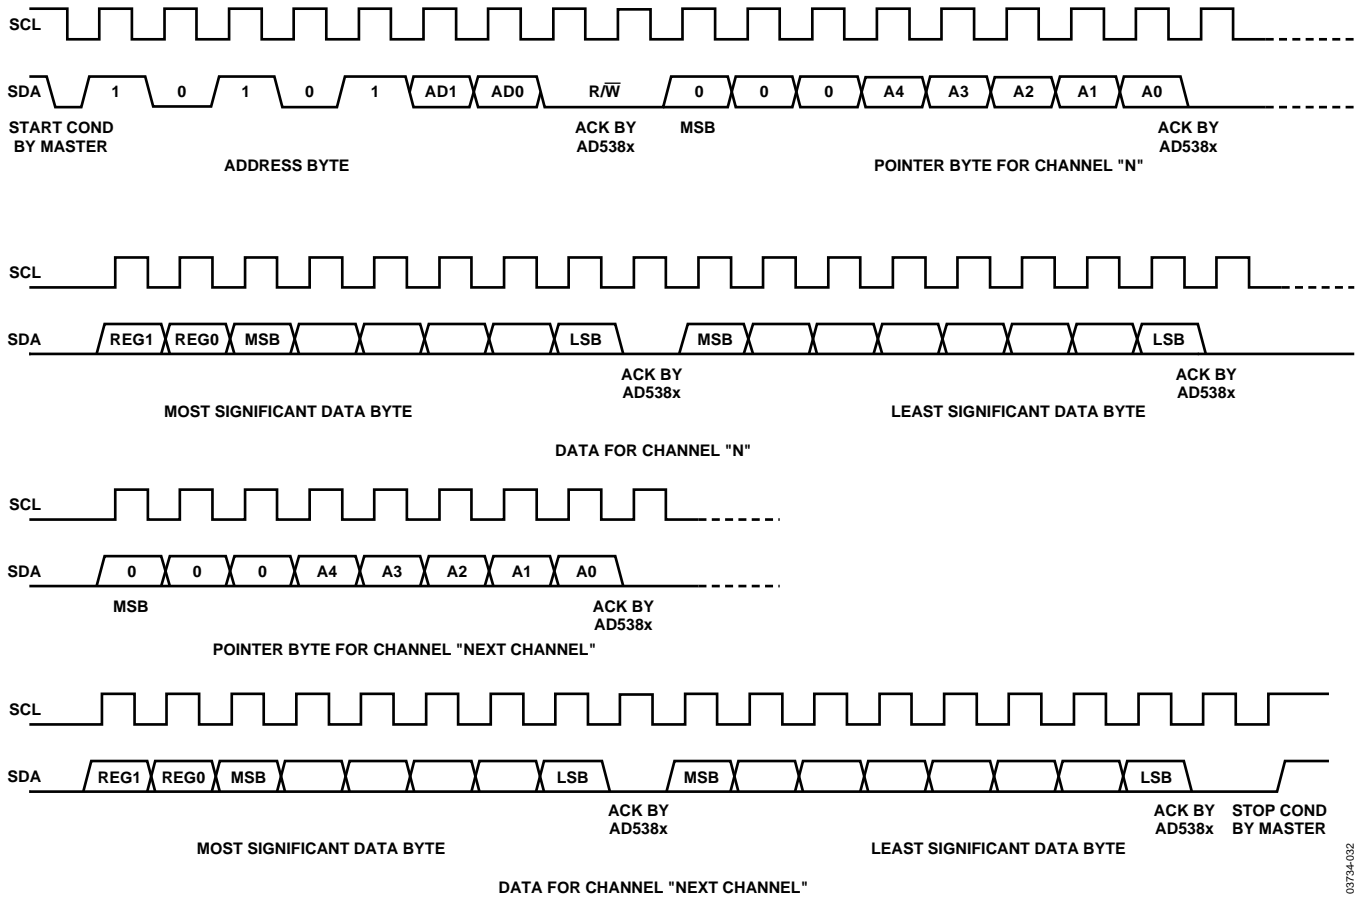 SCL
SDA 1 0 1 0 1 AD1 AD0 R/W̅ 0 0 0 A4 A3 A2 A1 A0
START COND BY MASTER
ACK BY AD538x
MSB
ACK BY AD538x
ADDRESS BYTE
POINTER BYTE FOR CHANNEL "N"
SCL
SDA REG1 REG0 MSB LSB MSB LSB
ACK BY AD538x
ACK BY AD538x
MOST SIGNIFICANT DATA BYTE
LEAST SIGNIFICANT DATA BYTE
DATA FOR CHANNEL "N"
SCL
SDA 0 0 0 A4 A3 A2 A1 A0
MSB
ACK BY AD538x
POINTER BYTE FOR CHANNEL "NEXT CHANNEL"
SCL
SDA REG1 REG0 MSB LSB MSB LSB
ACK BY AD538x
ACK BY AD538x
STOP COND BY MASTER
MOST SIGNIFICANT DATA BYTE
LEAST SIGNIFICANT DATA BYTE
DATA FOR CHANNEL "NEXT CHANNEL"
03734-032